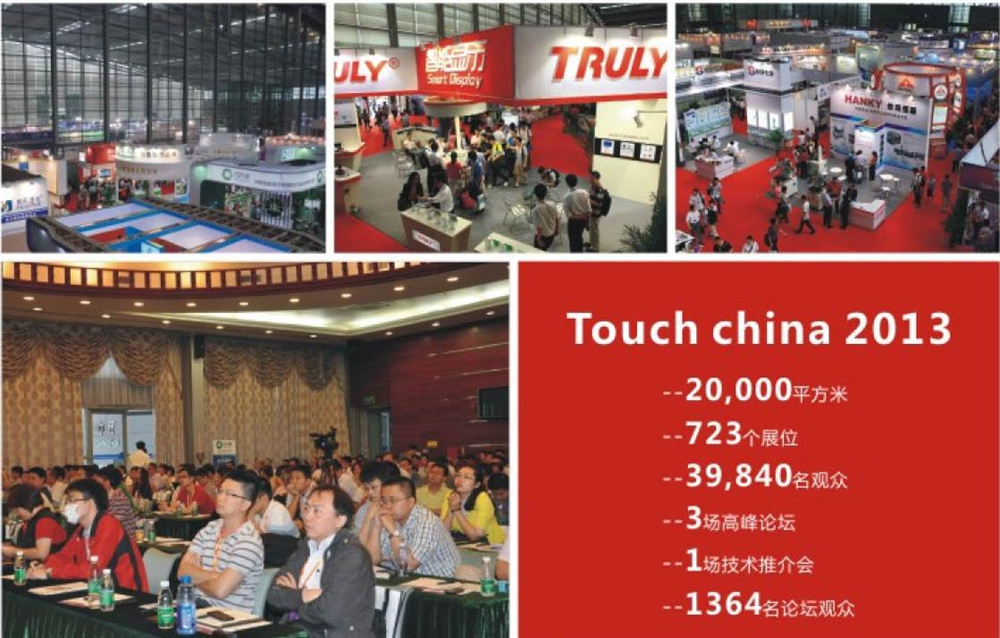 ULY®
智能显示
Smart Display
TRULY
HANKY
Touch china 2013
--20,000平方米
--723个展位
--39,840名观众
--3场高峰论坛
--1场技术推介会
--1364名论坛观众